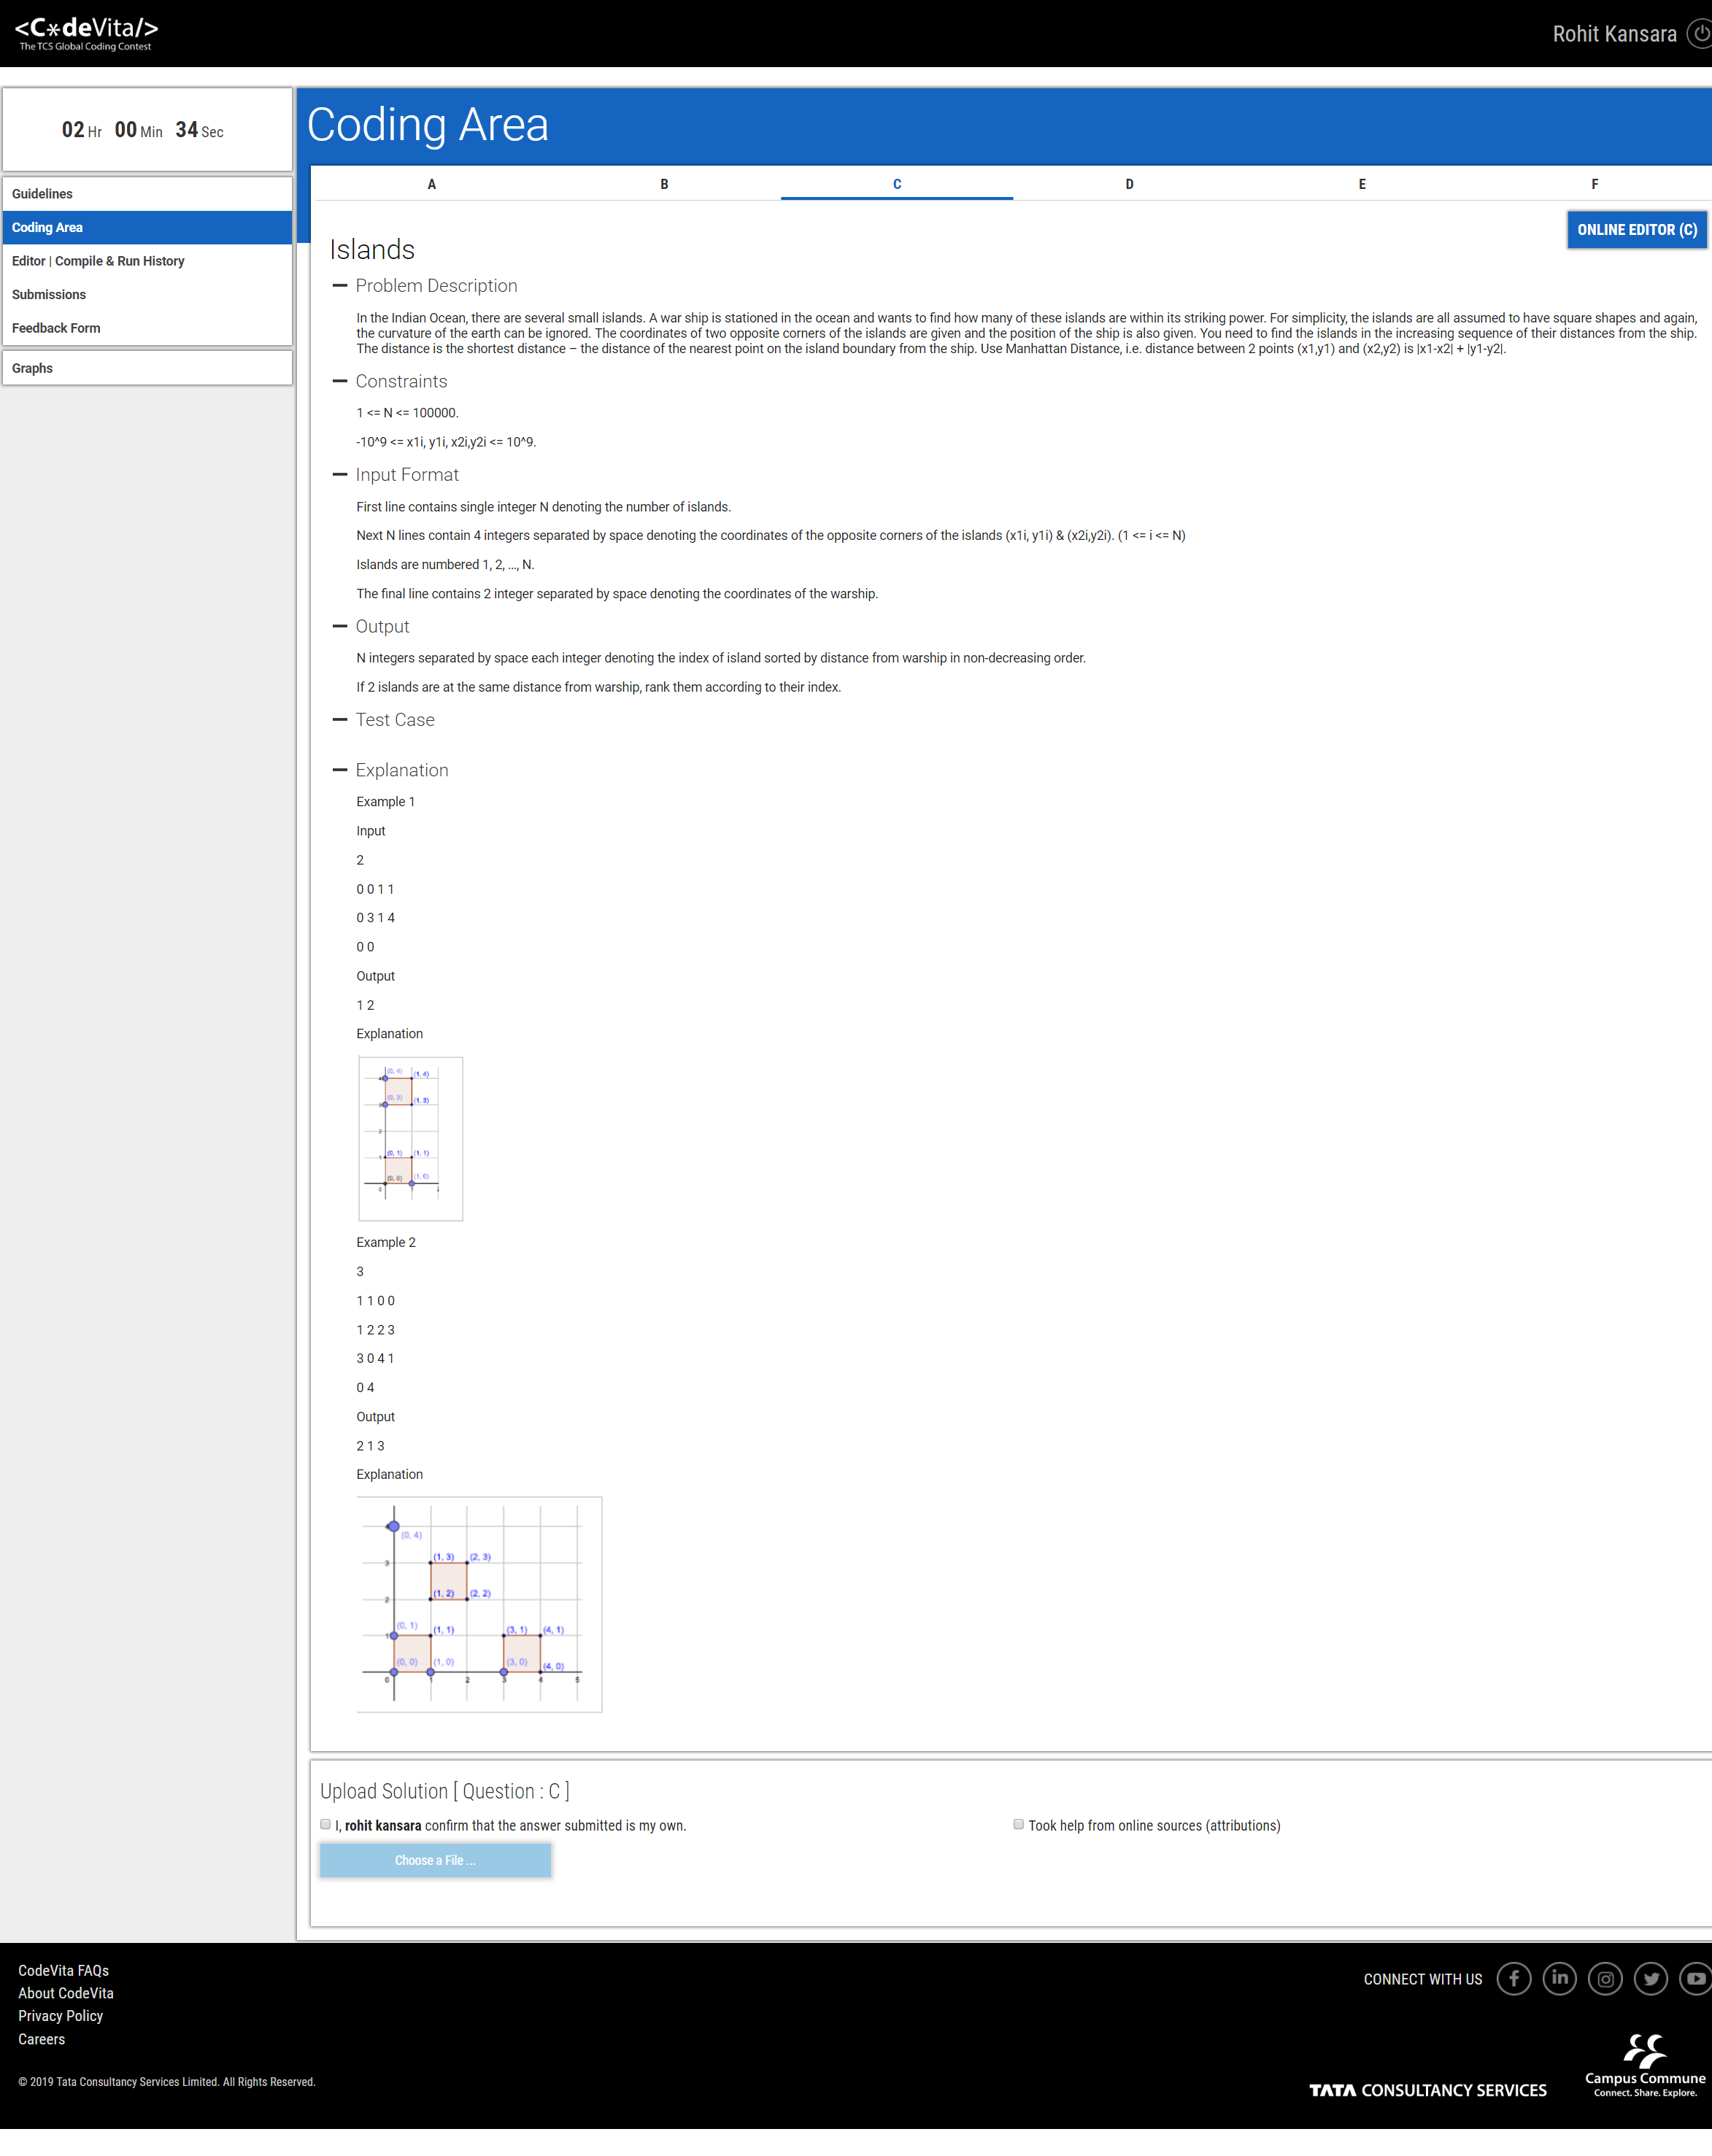 <C*deVita/>
The TCS Global Coding Contest
Rohit Kansara
02 Hr 00 Min 34 Sec
Guidelines
Coding Area
Editor | Compile & Run History
Submissions
Feedback Form
Graphs
Coding Area
A B C D E F
ONLINE EDITOR (C)
Islands
Problem Description
In the Indian Ocean, there are several small islands. A war ship is stationed in the ocean and wants to find how many of these islands are within its striking power. For simplicity, the islands are all assumed to have square shapes and again,
the curvature of the earth can be ignored. The coordinates of two opposite corners of the islands are given and the position of the ship is also given. You need to find the islands in the increasing sequence of their distances from the ship.
The distance is the shortest distance – the distance of the nearest point on the island boundary from the ship. Use Manhattan Distance, i.e. distance between 2 points (x1,y1) and (x2,y2) is |x1-x2| + |y1-y2|.
Constraints
1 <= N <= 100000.
-10^9 <= x1i, y1i, x2i,y2i <= 10^9.
Input Format
First line contains single integer N denoting the number of islands.
Next N lines contain 4 integers separated by space denoting the coordinates of the opposite corners of the islands (x1i, y1i) & (x2i,y2i). (1 <= i <= N)
Islands are numbered 1, 2, ..., N.
The final line contains 2 integer separated by space denoting the coordinates of the warship.
Output
N integers separated by space each integer denoting the index of island sorted by distance from warship in non-decreasing order.
If 2 islands are at the same distance from warship, rank them according to their index.
Test Case
Explanation
Example 1
Input
2
0 0 1 1
0 3 1 4
0 0
Output
1 2
Explanation
(0, 4) (1, 4)
(0, 3) (1, 3)
2
1 (0, 1) (1, 1)
(0, 0) (1, 0)
0
Example 2
3
1 1 0 0
1 2 2 3
3 0 4 1
0 4
Output
2 1 3
Explanation
4 (0, 4)
3 (1, 3) (2, 3)
2 (1, 2) (2, 2)
(0, 1)
1 (1, 1) (3, 1) (4, 1)
(0, 0) (1, 0) (3, 0) (4, 0)
0 1 2 3 4 5
Upload Solution [ Question : C ]
I, rohit kansara confirm that the answer submitted is my own.
Took help from online sources (attributions)
Choose a File ...
CodeVita FAQs
About CodeVita
Privacy Policy
Careers
© 2019 Tata Consultancy Services Limited. All Rights Reserved.
CONNECT WITH US
TATA CONSULTANCY SERVICES
Campus Commune
Connect. Share. Explore.